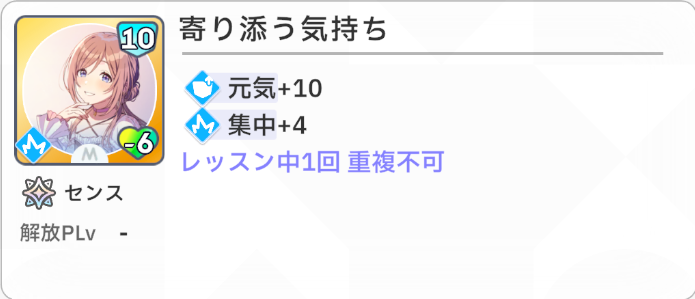 寄り添う気持ち
10
元気+10
集中+4
-6
M
レッスン中1回 重複不可
センス
解放PLv -